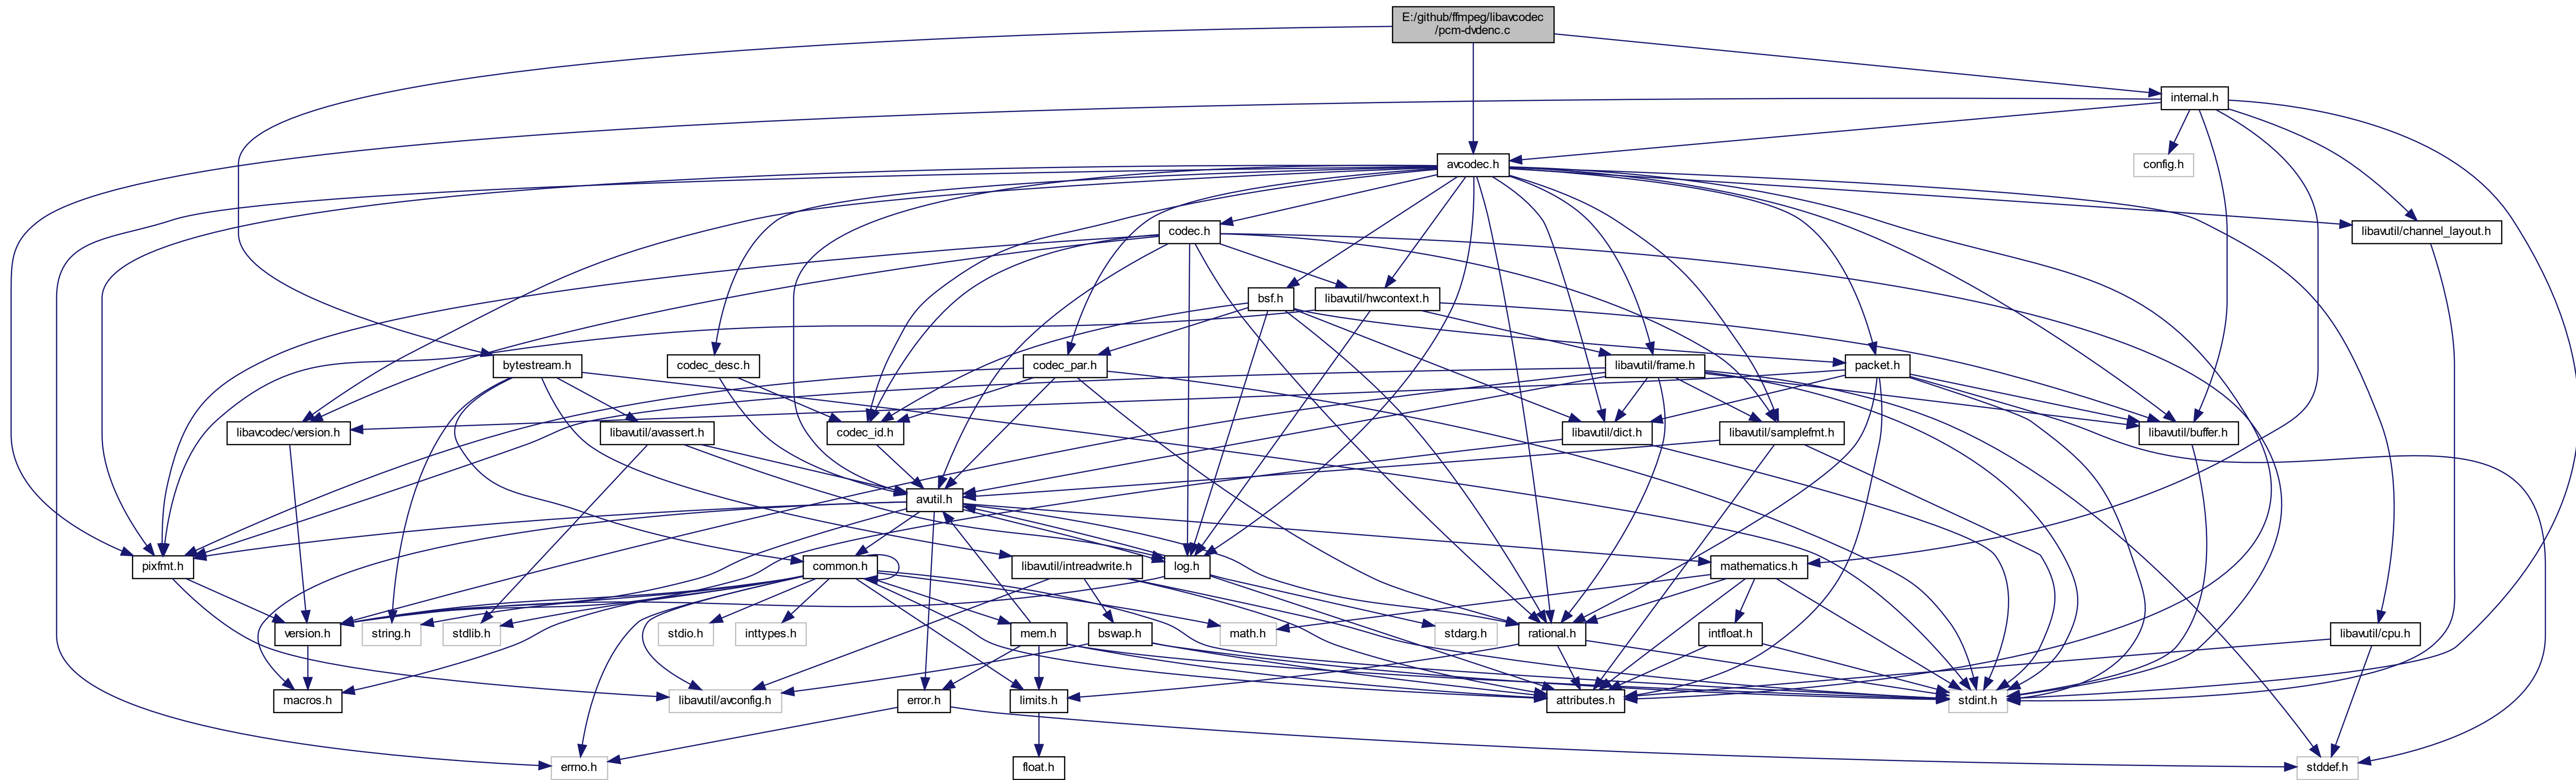 E:/github/ffmpeg/libavcodec
/pcm-dvdenc.c
internal.h
avcodec.h
config.h
codec.h
libavutil/channel_layout.h
bsf.h
libavutil/hwcontext.h
bytestream.h
codec_desc.h
codec_par.h
libavutil/frame.h
packet.h
libavcodec/version.h
libavutil/avassert.h
codec_id.h
libavutil/dict.h
libavutil/samplefmt.h
libavutil/buffer.h
avutil.h
pixfmt.h
common.h
libavutil/intreadwrite.h
log.h
mathematics.h
version.h
string.h
stdlib.h
stdio.h
inttypes.h
mem.h
bswap.h
math.h
stdarg.h
rational.h
intfloat.h
libavutil/cpu.h
macros.h
libavutil/avconfig.h
error.h
limits.h
attributes.h
stdint.h
errno.h
float.h
stddef.h